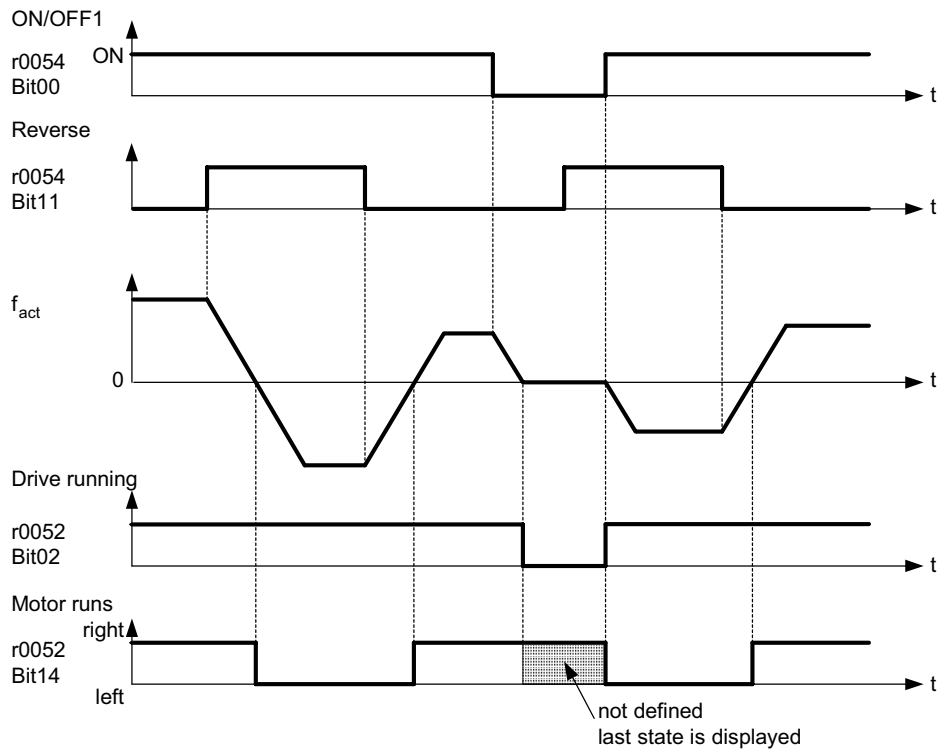 ON/OFF1
r0054
Bit00
ON
t
Reverse
r0054
Bit11
t
fact
0
t
Drive running
r0052
Bit02
t
Motor runs
right
r0052
Bit14
left
t
not defined
last state is displayed